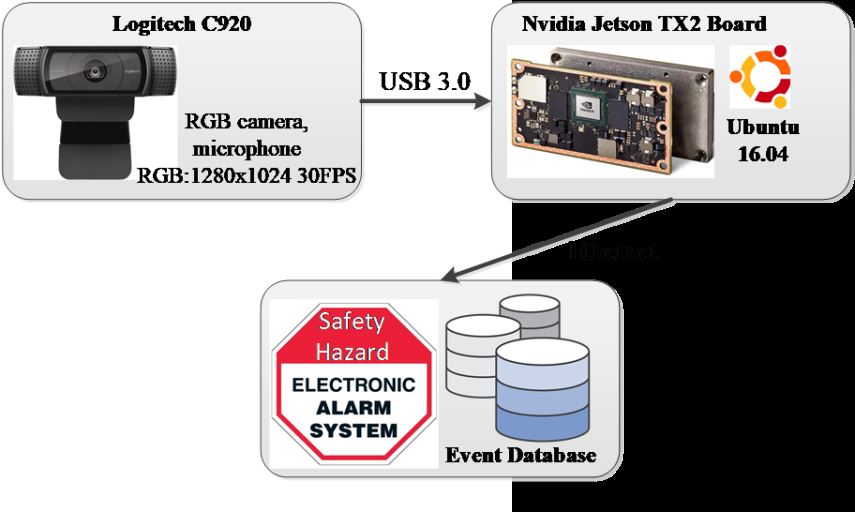 Logitech C920
RGB camera,
microphone
RGB:1280x1024 30FPS
USB 3.0
Nvidia Jetson TX2 Board
Ubuntu
16.04
Ethernet
Safety
Hazard
ELECTRONIC
ALARM
SYSTEM
Event Database